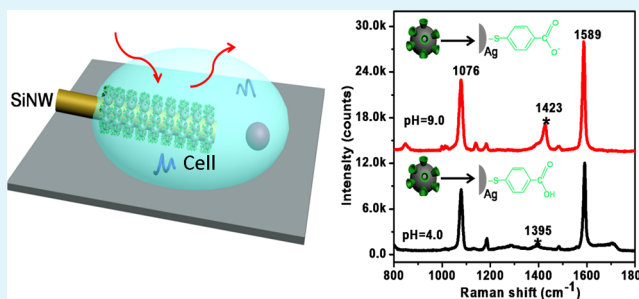 SiNW
Cell
30.0k
24.0k
18.0k
12.0k
6.0k
0.0
Intensity (counts)
800
1000
1200
1400
1600
180
Raman shift (cm-1)
1076
1423
*
1589
pH=9.0
Ag
S
O
C
O-
pH=4.0
1395
*
Ag
S
O
C
OH